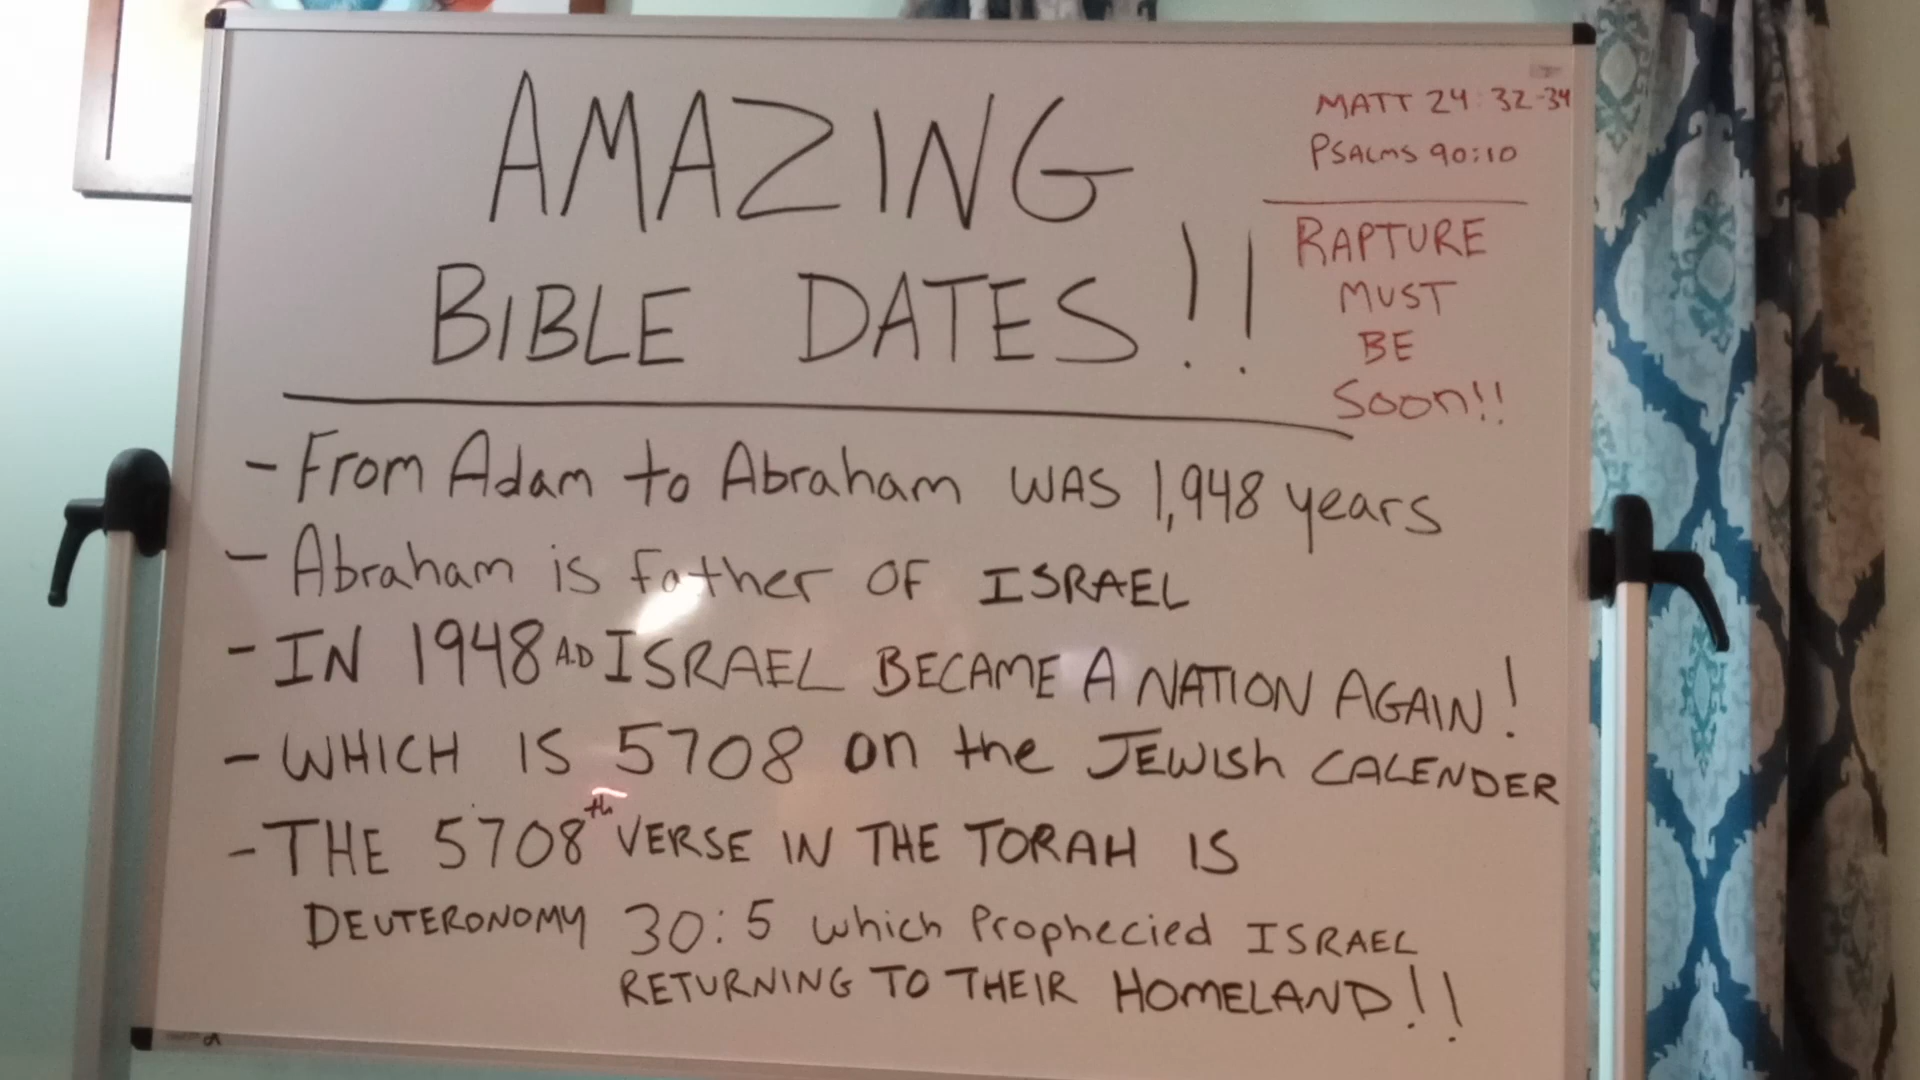 AMAZING
BIBLE DATES!!
MATT 24:32-34
PSALMS 90:10
RAPTURE
MUST
BE
SOON!!
- From Adam to Abraham WAS 1,948 years
- Abraham is father OF ISRAEL
- IN 1948 A.D ISRAEL BECAME A NATION AGAIN!
- WHICH IS 5708 on the JEWISH CALENDER
- THE 5708th VERSE IN THE TORAH IS
DEUTERONOMY 30:5 which Prophecied ISRAEL
RETURNING TO THEIR HOMELAND!!